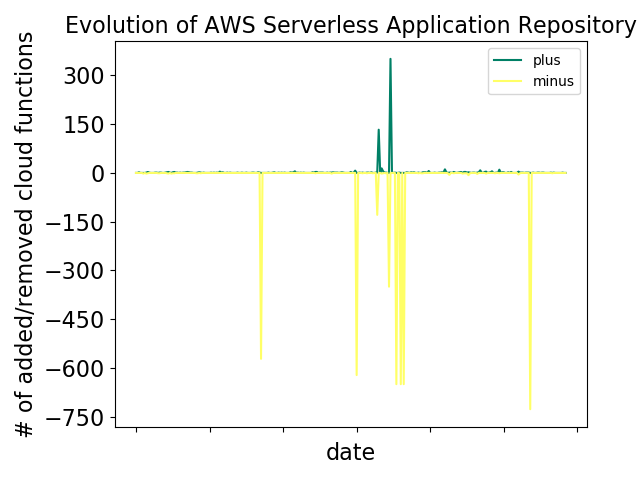 Evolution of AWS Serverless Application Repository
# of added/removed cloud functions
300
150
0
−150
−300
−450
−600
−750
plus
minus
date